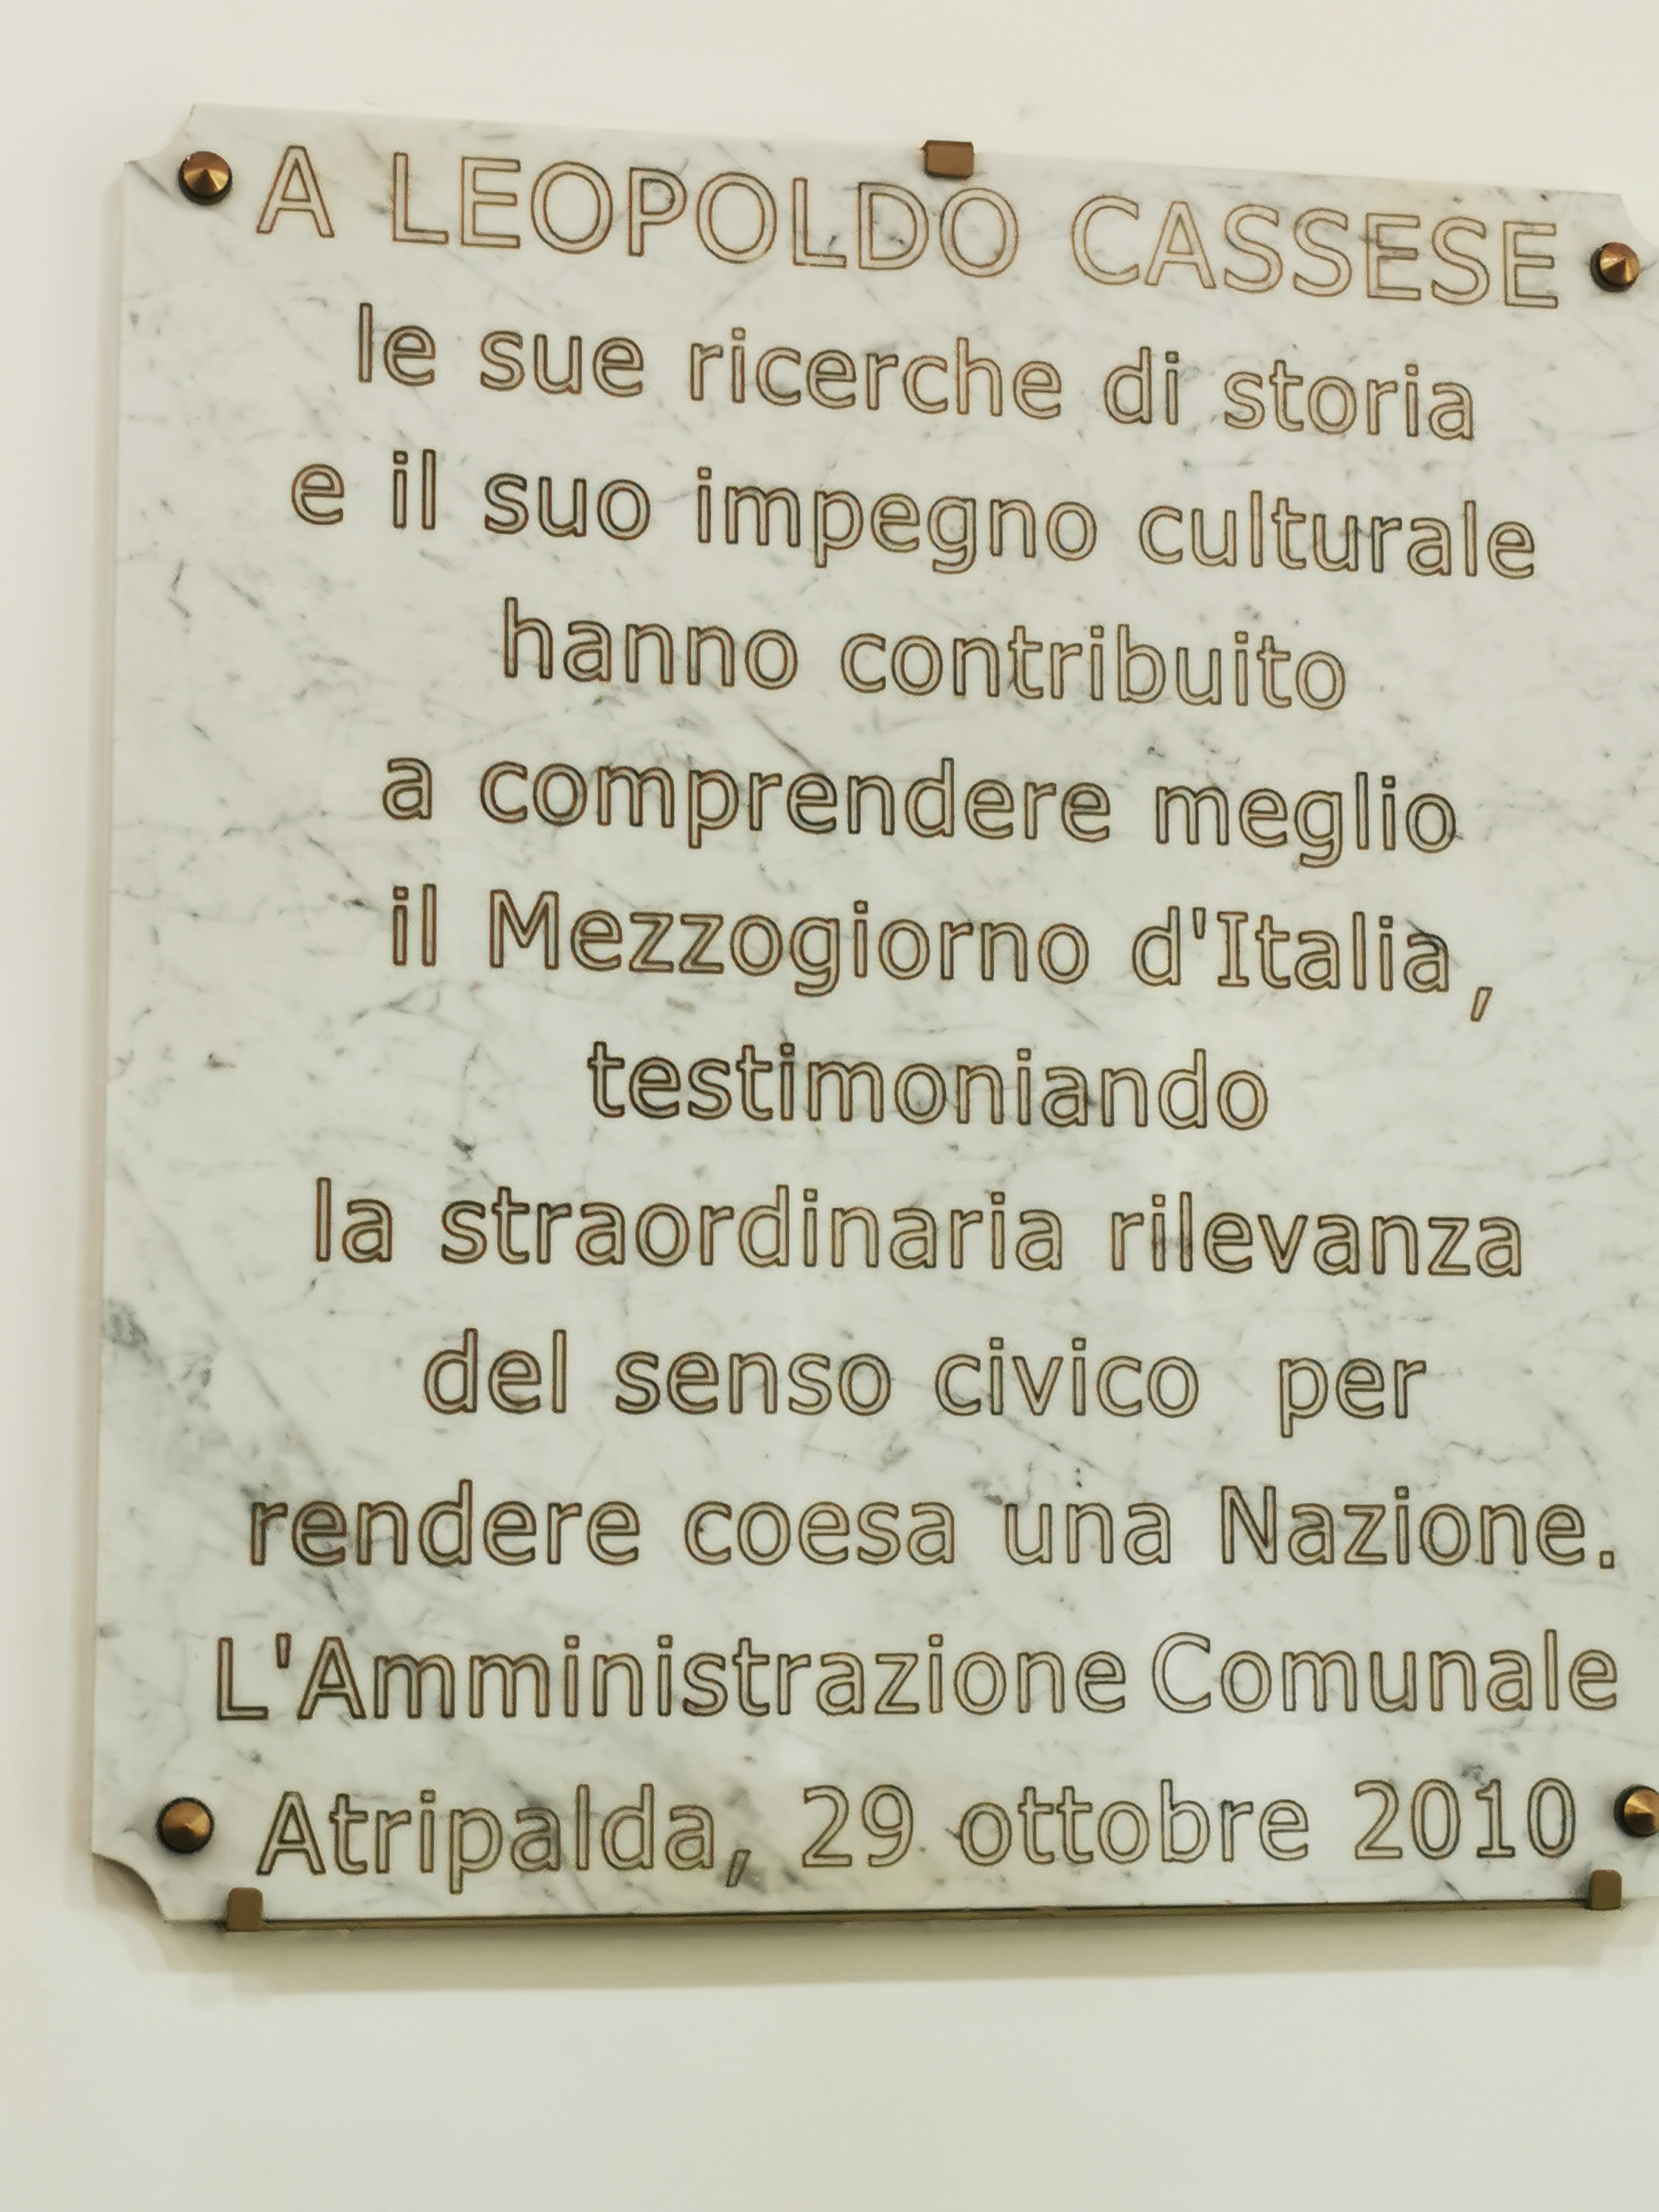 A LEOPOLDO CASSESE
le sue ricerche di storia
e il suo impegno culturale
hanno contribuito
a comprendere meglio
il Mezzogiorno d'Italia,
testimoniando
la straordinaria rilevanza
del senso civico per
rendere coesa una Nazione.
L'Amministrazione Comunale
Atripalda, 29 ottobre 2010